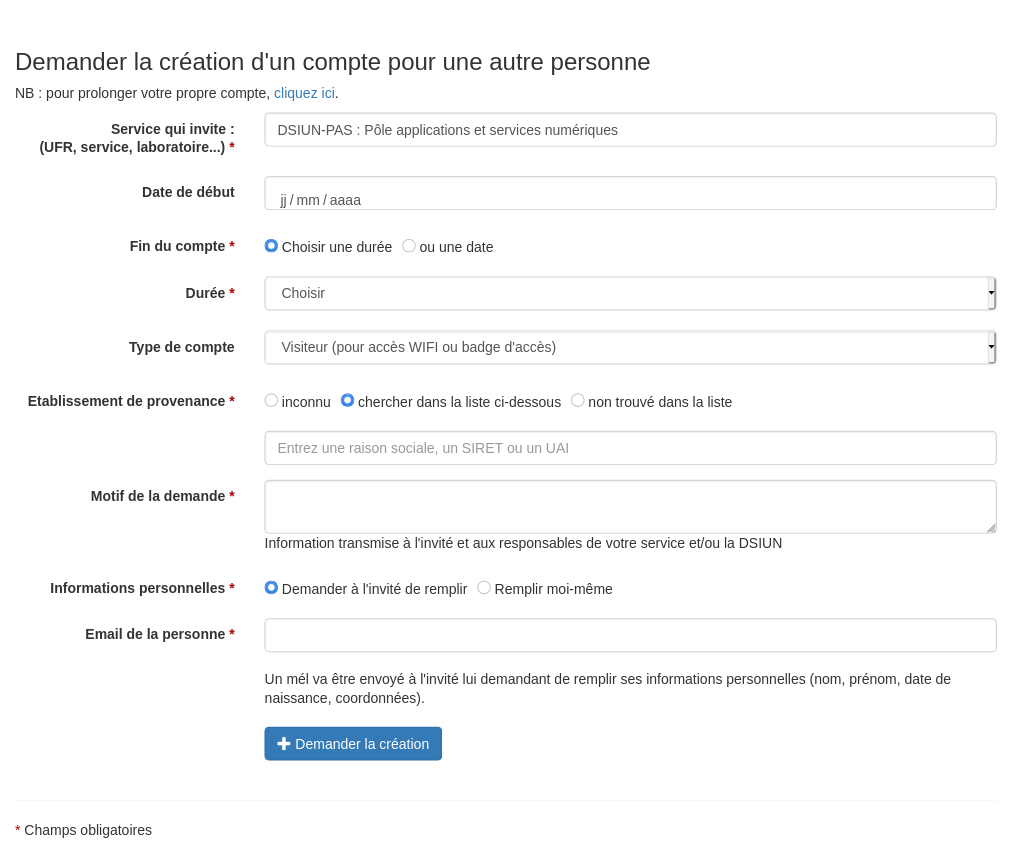 Demander la création d'un compte pour une autre personne
NB : pour prolonger votre propre compte, cliquez ici.
Service qui invite :
(UFR, service, laboratoire...) *
DSIUN-PAS : Pôle applications et services numériques
Date de début
jj / mm / aaaa
Fin du compte *
Choisir une durée ou une date
Durée *
Choisir
Type de compte
Visiteur (pour accès WIFI ou badge d'accès)
Etablissement de provenance *
inconnu chercher dans la liste ci-dessous non trouvé dans la liste
Entrez une raison sociale, un SIRET ou un UAI
Motif de la demande *
Information transmise à l'invité et aux responsables de votre service et/ou la DSIUN
Informations personnelles *
Demander à l'invité de remplir Remplir moi-même
Email de la personne *
Un mél va être envoyé à l'invité lui demandant de remplir ses informations personnelles (nom, prénom, date de
naissance, coordonnées).
Demander la création
* Champs obligatoires